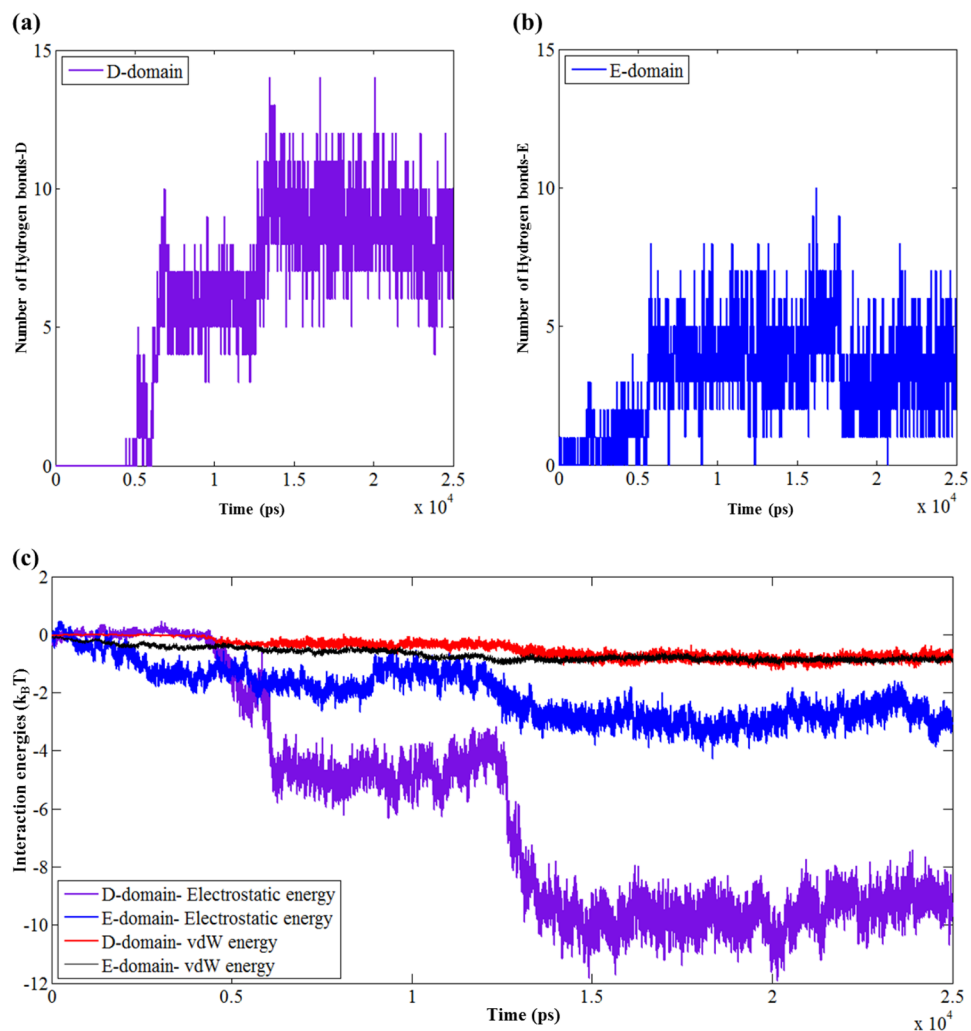 (a)
15
D-domain
10
5
0
Number of Hydrogen bonds-D
0 0.5 1 1.5 2 2.5
x 10^4
Time (ps)
(b)
15
E-domain
10
5
0
Number of Hydrogen bonds-E
0 0.5 1 1.5 2 2.5
x 10^4
Time (ps)
(c)
2
0
-2
-4
-6
-8
-10
-12
Interaction energies (k_BT)
D-domain- Electrostatic energy
E-domain- Electrostatic energy
D-domain- vdW energy
E-domain- vdW energy
0 0.5 1 1.5 2 2.5
x 10^4
Time (ps)